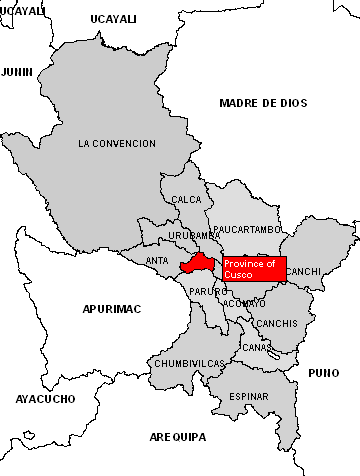 UCAYALI
UCAYALI
JUNIN
MADRE DE DIOS
LA CONVENCION
CALCA
PAUCARTAMBO
URUBAMBA
ANTA
Province of
Cusco
CANCHI
PARURO
ACOMAYO
APURIMAC
CANCHIS
CANAS
CHUMBIVILCAS
PUNO
ESPINAR
AYACUCHO
AREQUIPA